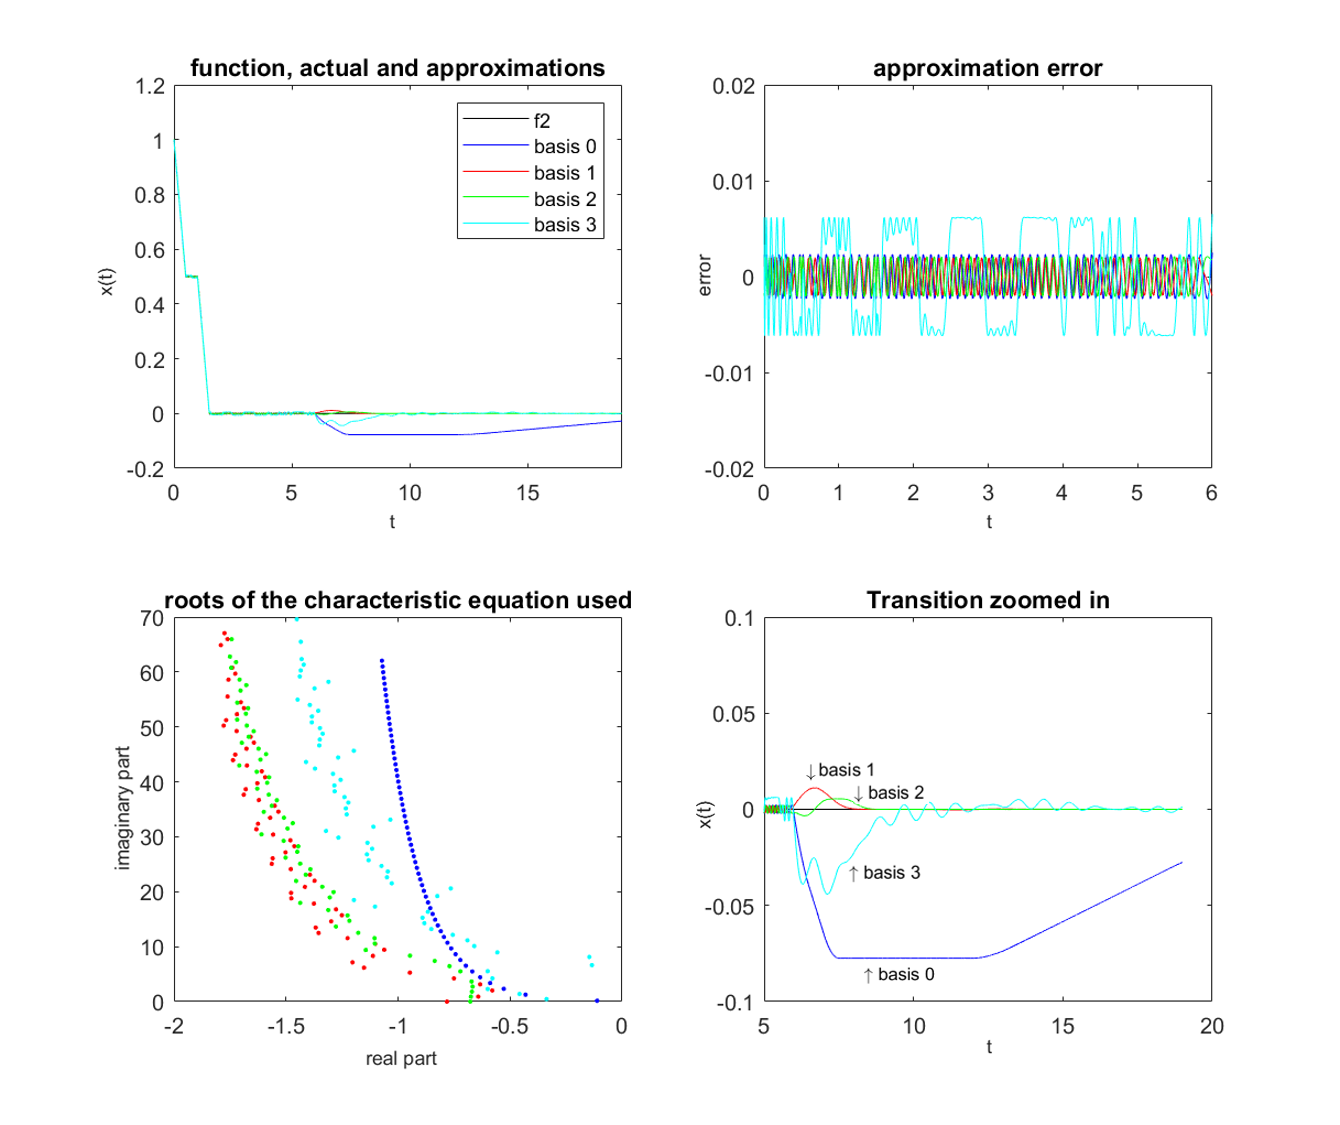 function, actual and approximations
1.2
1
0.8
0.6
0.4
0.2
0
-0.2
x(t)
0 5 10 15
t
f2
basis 0
basis 1
basis 2
basis 3
approximation error
0.02
0.01
0
-0.01
-0.02
error
0 1 2 3 4 5 6
t
roots of the characteristic equation used
70
60
50
40
30
20
10
0
imaginary part
-2 -1.5 -1 -0.5 0
real part
Transition zoomed in
0.1
0.05
0
-0.05
-0.1
x(t)
↓ basis 1
↓ basis 2
↑ basis 3
↑ basis 0
5 10 15 20
t